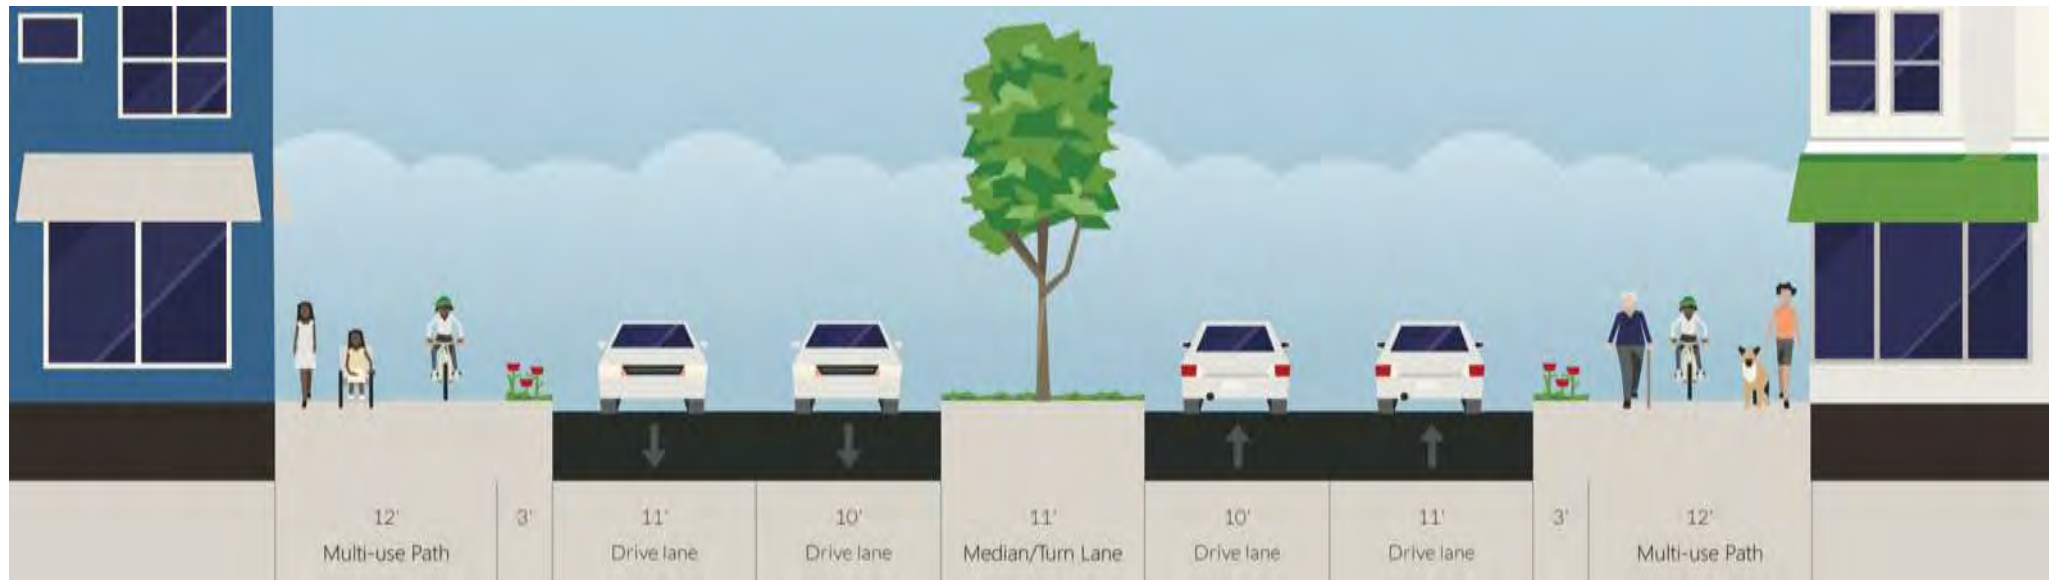 12'
Multi-use Path
3'
11'
Drive lane
10'
Drive lane
11'
Median/Turn Lane
10'
Drive lane
11'
Drive lane
3'
12'
Multi-use Path